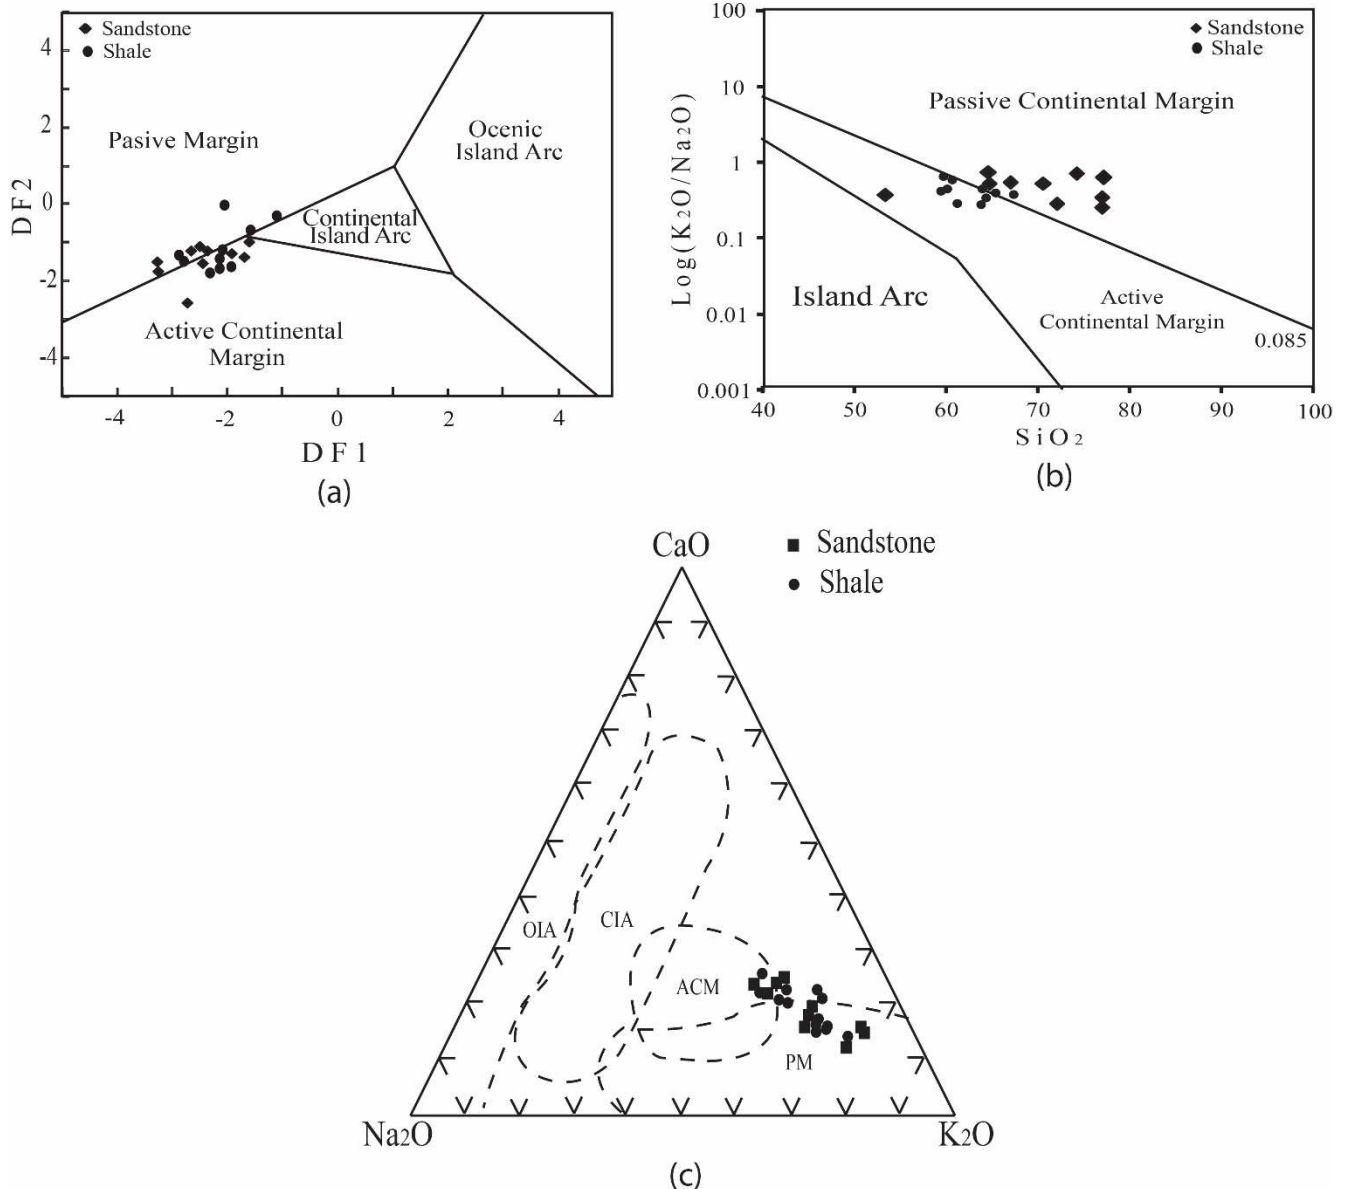 Sandstone
Shale
4
2
0
-2
-4
DF2
Pasive Margin
Ocenic
Island Arc
Continental
Island Arc
Active Continental
Margin
-4
-2
0
2
4
DF1
(a)
100
10
1
0.1
0.01
0.001
Log(K2O/Na2O)
Sandstone
Shale
Passive Continental Margin
Island Arc
Active
Continental Margin
0.085
40
50
60
70
80
90
100
SiO2
(b)
CaO
Sandstone
Shale
OIA
CIA
ACM
PM
Na2O
K2O
(c)